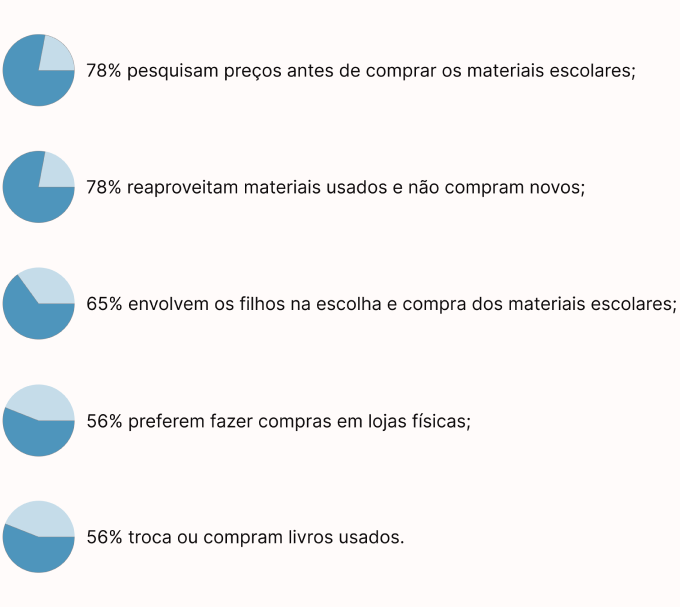 78% pesquisam preços antes de comprar os materiais escolares;
78% reaproveitam materiais usados e não compram novos;
65% envolvem os filhos na escolha e compra dos materiais escolares;
56% preferem fazer compras em lojas físicas;
56% troca ou compram livros usados.